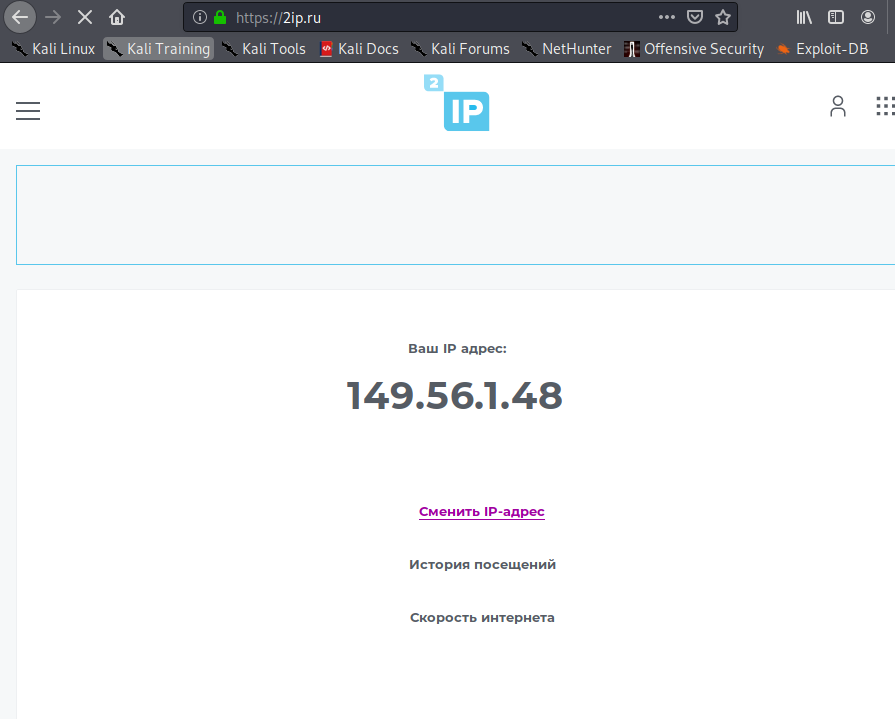 https://2ip.ru
Kali Linux Kali Training Kali Tools Kali Docs Kali Forums NetHunter Offensive Security Exploit-DB
2
IP
Ваш IP адрес:
149.56.1.48
Сменить IP-адрес
История посещений
Скорость интернета